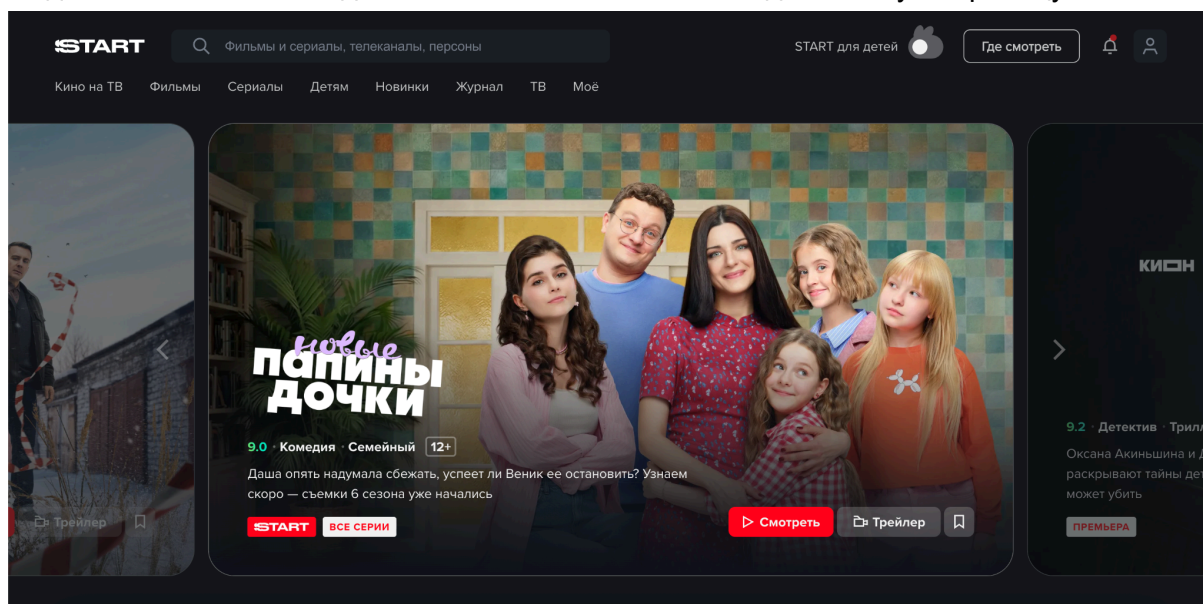 START
Фильмы и сериалы, телеканалы, персоны
START для детей
Где смотреть
Кино на ТВ Фильмы Сериалы Детям Новинки Журнал ТВ Моё
новые
папины
дочки
9.0 · Комедия · Семейный 12+
Даша опять надумала сбежать, успеет ли Веник ее остановить? Узнаем
скоро — съемки 6 сезона уже начались
START ВСЕ СЕРИИ
Смотреть
Трейлер
Трейлер
КИОН
9.2 · Детектив ·
Оксана Акиньшина и
раскрывают тайны
может убить
ПРЕМЬЕРА